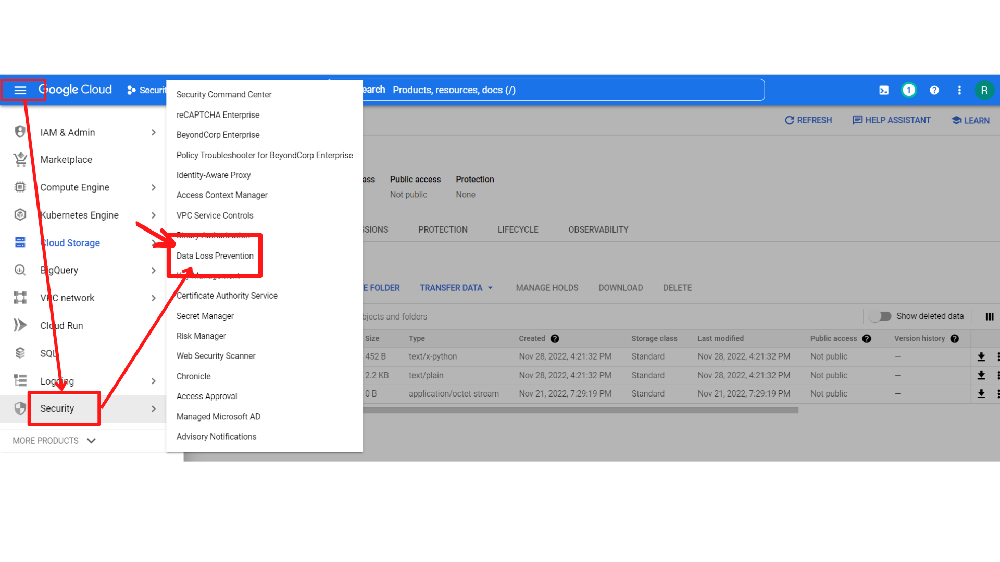 Google Cloud
Securit
earch Products, resources, docs (/)
1
R
IAM & Admin
Marketplace
Compute Engine
Kubernetes Engine
Cloud Storage
BigQuery
VPC network
Cloud Run
SQL
Logging
Security
MORE PRODUCTS
Security Command Center
reCAPTCHA Enterprise
BeyondCorp Enterprise
Policy Troubleshooter for BeyondCorp Enterprise
Identity-Aware Proxy
Access Context Manager
VPC Service Controls
Binary Authorization
Data Loss Prevention
Key Management
Certificate Authority Service
Secret Manager
Risk Manager
Web Security Scanner
Chronicle
Access Approval
Managed Microsoft AD
Advisory Notifications
REFRESH HELP ASSISTANT LEARN
ass Public access Protection
Not public None
SSIONS PROTECTION LIFECYCLE OBSERVABILITY
E FOLDER TRANSFER DATA MANAGE HOLDS DOWNLOAD DELETE
bjects and folders Show deleted data
Size Type Created Storage class Last modified Public access Version history
452 B text/x-python Nov 28, 2022, 4:21:32 PM Standard Nov 28, 2022, 4:21:32 PM Not public —
2.2 KB text/plain Nov 28, 2022, 4:21:32 PM Standard Nov 28, 2022, 4:21:32 PM Not public —
0 B application/octet-stream Nov 21, 2022, 7:29:19 PM Standard Nov 21, 2022, 7:29:19 PM Not public —